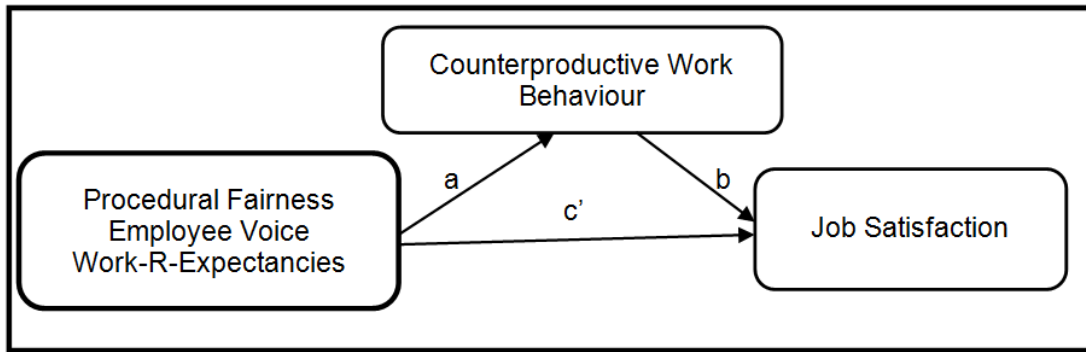 Counterproductive Work
Behaviour
a
b
c’
Procedural Fairness
Employee Voice
Work-R-Expectancies
Job Satisfaction